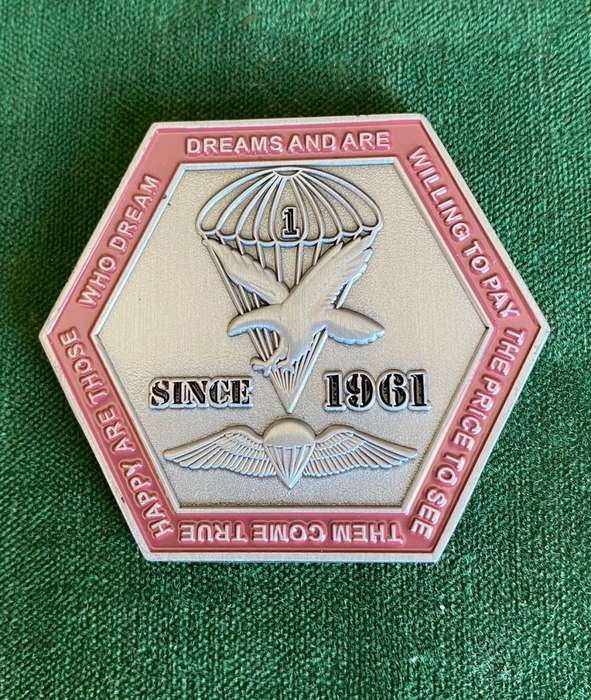 HAPPY ARE THOSE
WHO DREAM
DREAMS AND ARE
WILLING TO PAY
THE PRICE TO SEE
THEM COME TRUE
1
SINCE 1961